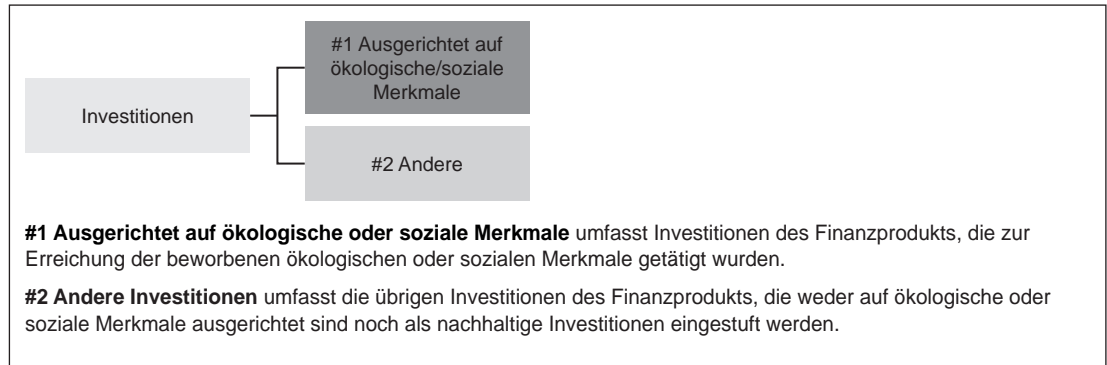 #1 Ausgerichtet auf
ökologische/soziale
Merkmale
Investitionen
#2 Andere
#1 Ausgerichtet auf ökologische oder soziale Merkmale umfasst Investitionen des Finanzprodukts, die zur
Erreichung der beworbenen ökologischen oder sozialen Merkmale getätigt wurden.
#2 Andere Investitionen umfasst die übrigen Investitionen des Finanzprodukts, die weder auf ökologische oder
soziale Merkmale ausgerichtet sind noch als nachhaltige Investitionen eingestuft werden.